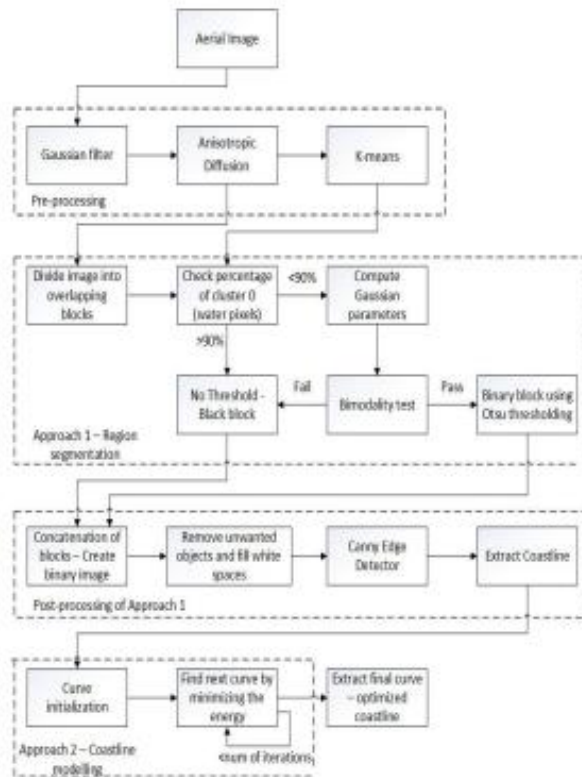 Aerial Image
Gaussian filter
Anisotropic
Diffusion
K-means
Pre-processing
Divide image into
overlapping
blocks
Check percentage
of cluster 0
(water pixels)
<90%
Compute
Gaussian
parameters
>90%
No Threshold -
Black block
Fail
Bimodality test
Pass
Binary block using
Otsu thresholding
Approach 1 – Region
segmentation
Concatenation of
blocks – Create
binary image
Remove unwanted
objects and fill white
spaces
Canny Edge
Detector
Extract Coastline
Post-processing of Approach 1
Curve
initialization
Find next curve by
minimizing the
energy
Extract final curve
– optimized
coastline
<num of iterations
Approach 2 – Coastline
modelling